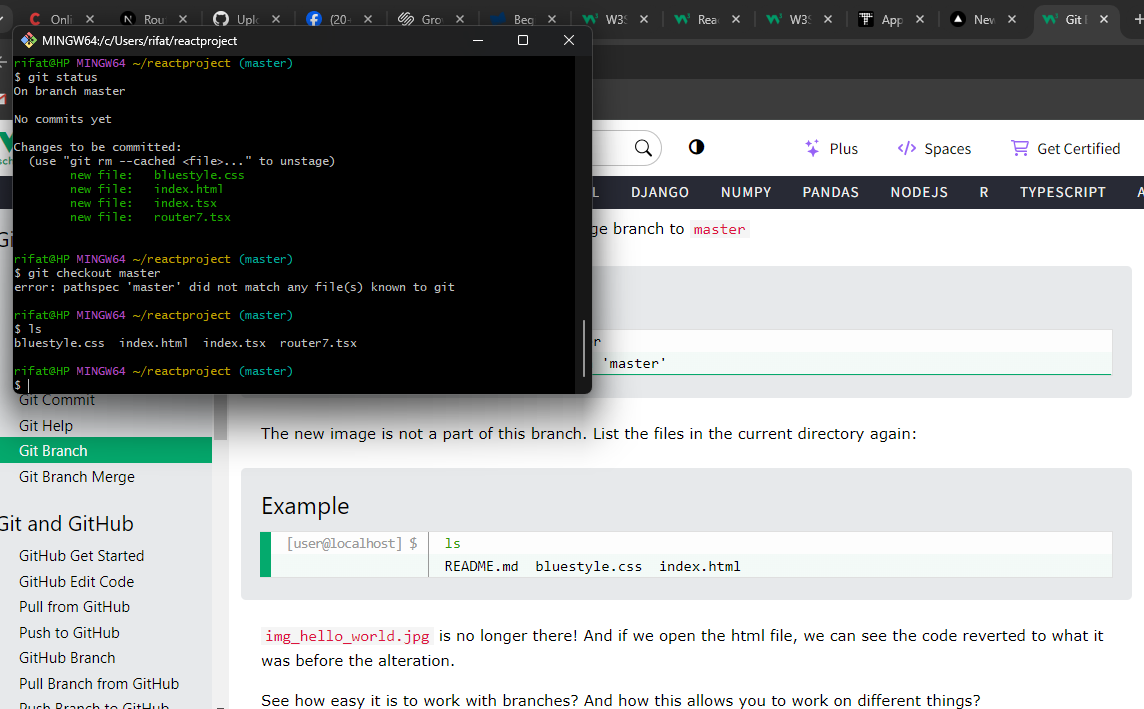 Onli
Rou
Uplo
(20-
Gro
Beq
W3S
Rea
W3S
App
New
Git B
MINGW64:/c/Users/rifat/reactproject
rifat@HP MINGW64 ~/reactproject (master)
$ git status
On branch master
No commits yet
Changes to be committed:
(use "git rm --cached <file>..." to unstage)
new file: bluestyle.css
new file: index.html
new file: index.tsx
new file: router7.tsx
rifat@HP MINGW64 ~/reactproject (master)
$ git checkout master
error: pathspec 'master' did not match any file(s) known to git
rifat@HP MINGW64 ~/reactproject (master)
$ ls
bluestyle.css index.html index.tsx router7.tsx
rifat@HP MINGW64 ~/reactproject (master)
$
Plus
Spaces
Get Certified
L DJANGO NUMPY PANDAS NODEJS R TYPESCRIPT A
ge branch to master
r
'master'
Git Commit
Git Help
Git Branch
Git Branch Merge
Git and GitHub
GitHub Get Started
GitHub Edit Code
Pull from GitHub
Push to GitHub
GitHub Branch
Pull Branch from GitHub
Push Branch to GitHub
The new image is not a part of this branch. List the files in the current directory again:
Example
[user@localhost] $ ls
README.md bluestyle.css index.html
img_hello_world.jpg is no longer there! And if we open the html file, we can see the code reverted to what it
was before the alteration.
See how easy it is to work with branches? And how this allows you to work on different things?